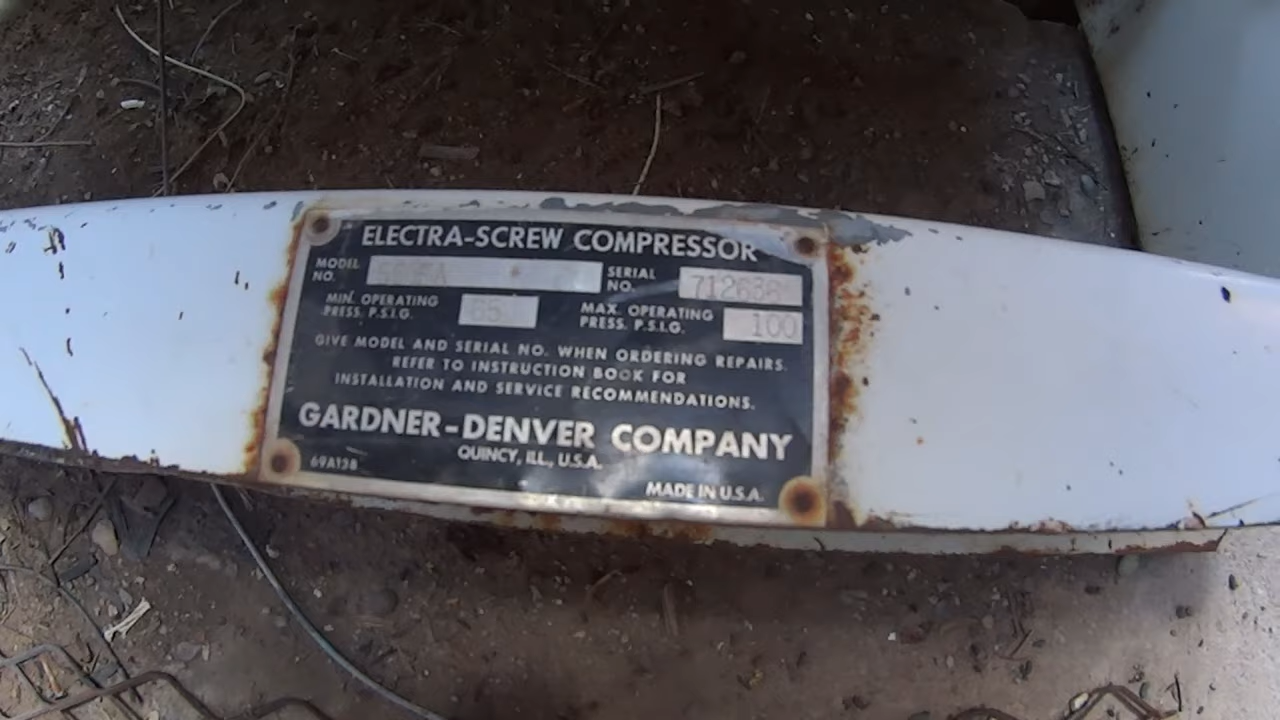 ELECTRA-SCREW COMPRESSOR
MODEL NO. SERIAL NO. 712638
MIN. OPERATING PRESS. P.S.I.G. 65 MAX. OPERATING PRESS. P.S.I.G. 100
GIVE MODEL AND SERIAL NO. WHEN ORDERING REPAIRS.
REFER TO INSTRUCTION BOOK FOR
INSTALLATION AND SERVICE RECOMMENDATIONS.
GARDNER-DENVER COMPANY
QUINCY, ILL., U.S.A.
69A138
MADE IN U.S.A.